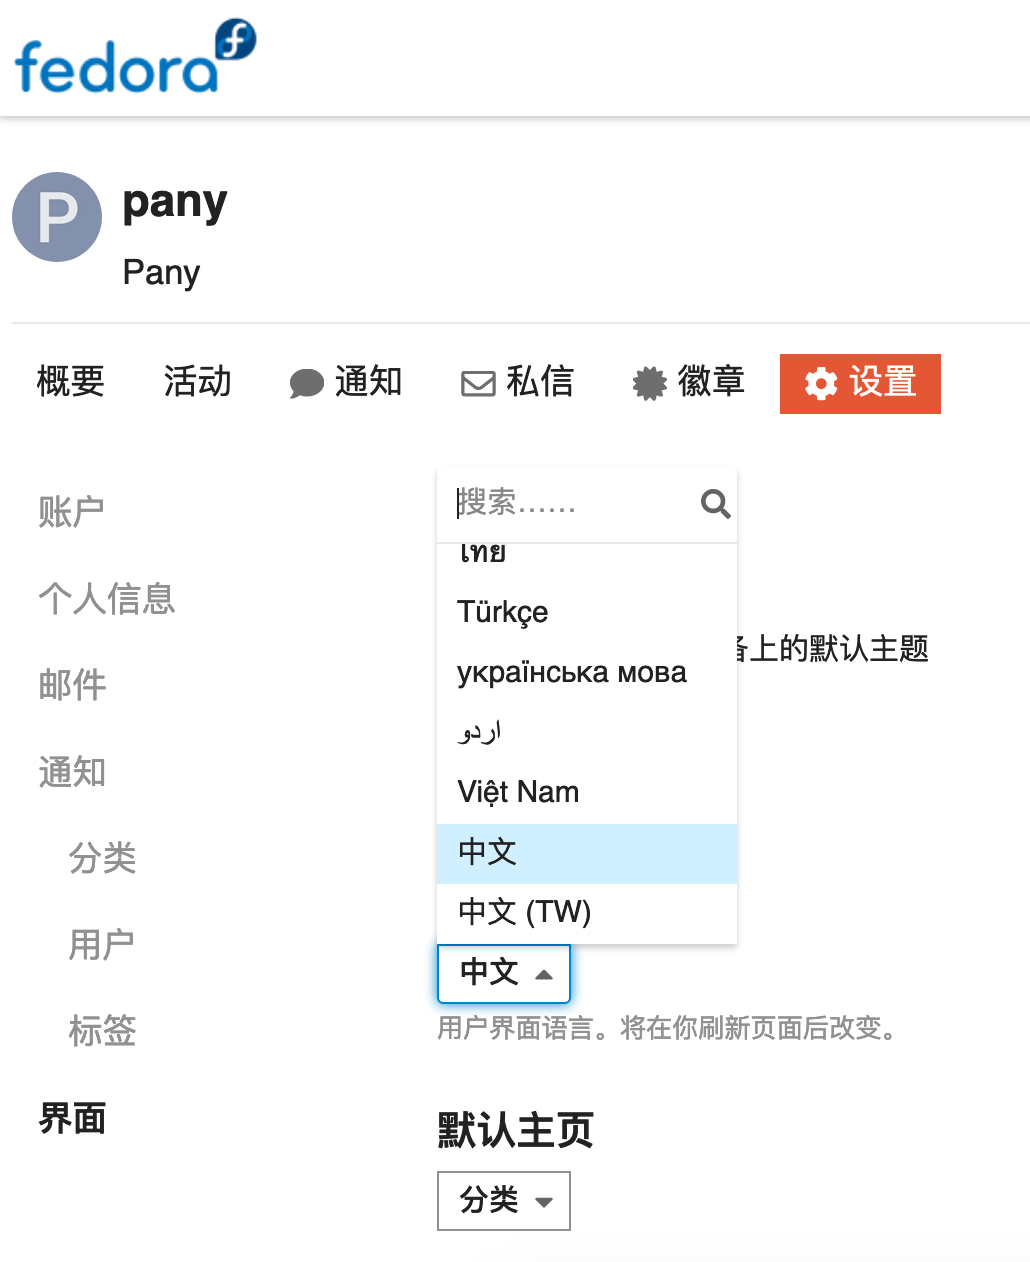 fedora
P
pany
Pany
概要 活动 通知 私信 徽章 设置
账户
个人信息
邮件
通知
分类
用户
标签
界面
搜索……
ไทย
Türkçe
українська мова
اردو
Việt Nam
中文
中文 (TW)
上的默认主题
中文
用户界面语言。将在你刷新页面后改变。
默认主页
分类